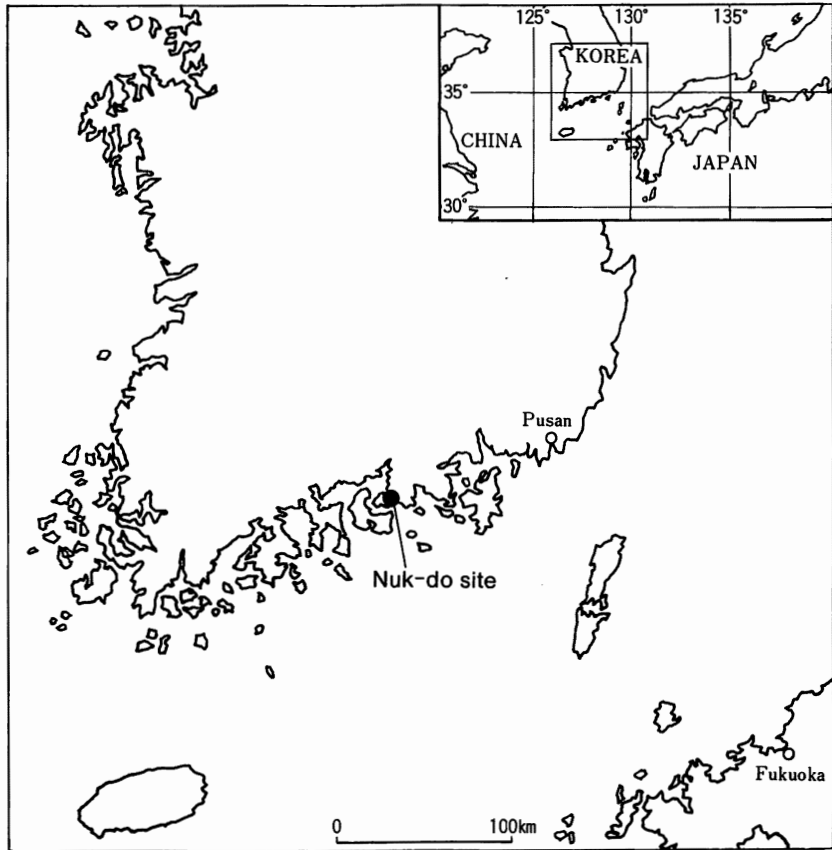 125° 130° 135°
KOREA
35°
CHINA
JAPAN
30°
Pusan
Nuk-do site
Fukuoka
0 100km